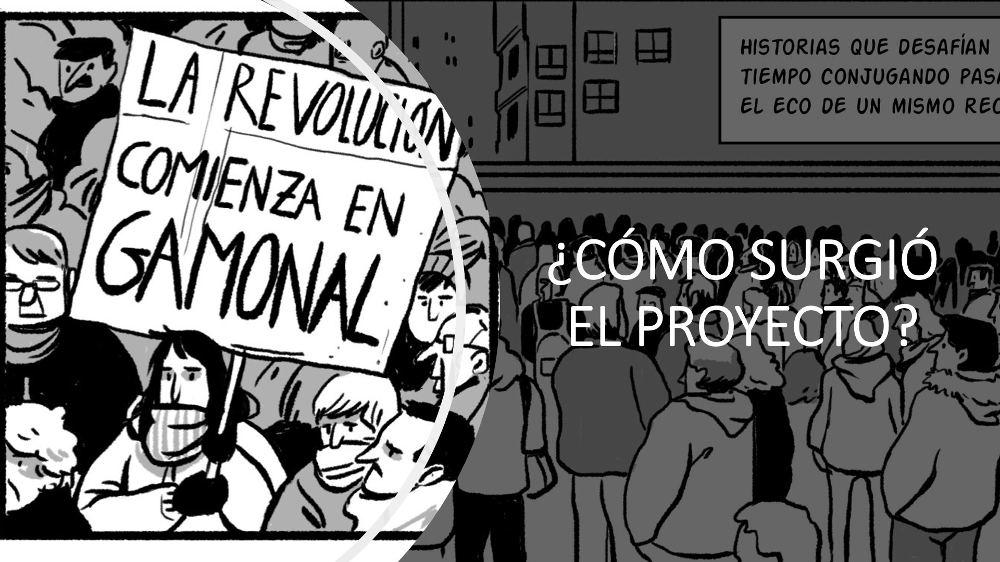 LA REVOLUCIÓN
COMIENZA EN
GAMONAL
HISTORIAS QUE DESAFÍAN
TIEMPO CONJUGANDO
EL ECO DE UN MISMO
¿CÓMO SURGIÓ
EL PROYECTO?